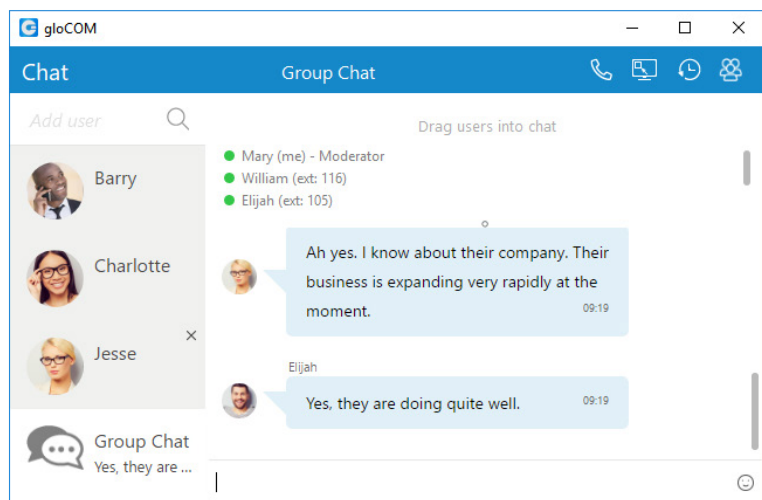 gloCOM
Chat
Group Chat
Add user
Drag users into chat
Barry
Charlotte
Jesse
Group Chat
Yes, they are ...
Mary (me) - Moderator
William (ext: 116)
Elijah (ext: 105)
Ah yes. I know about their company. Their
business is expanding very rapidly at the
moment.
09:19
Elijah
Yes, they are doing quite well.
09:19